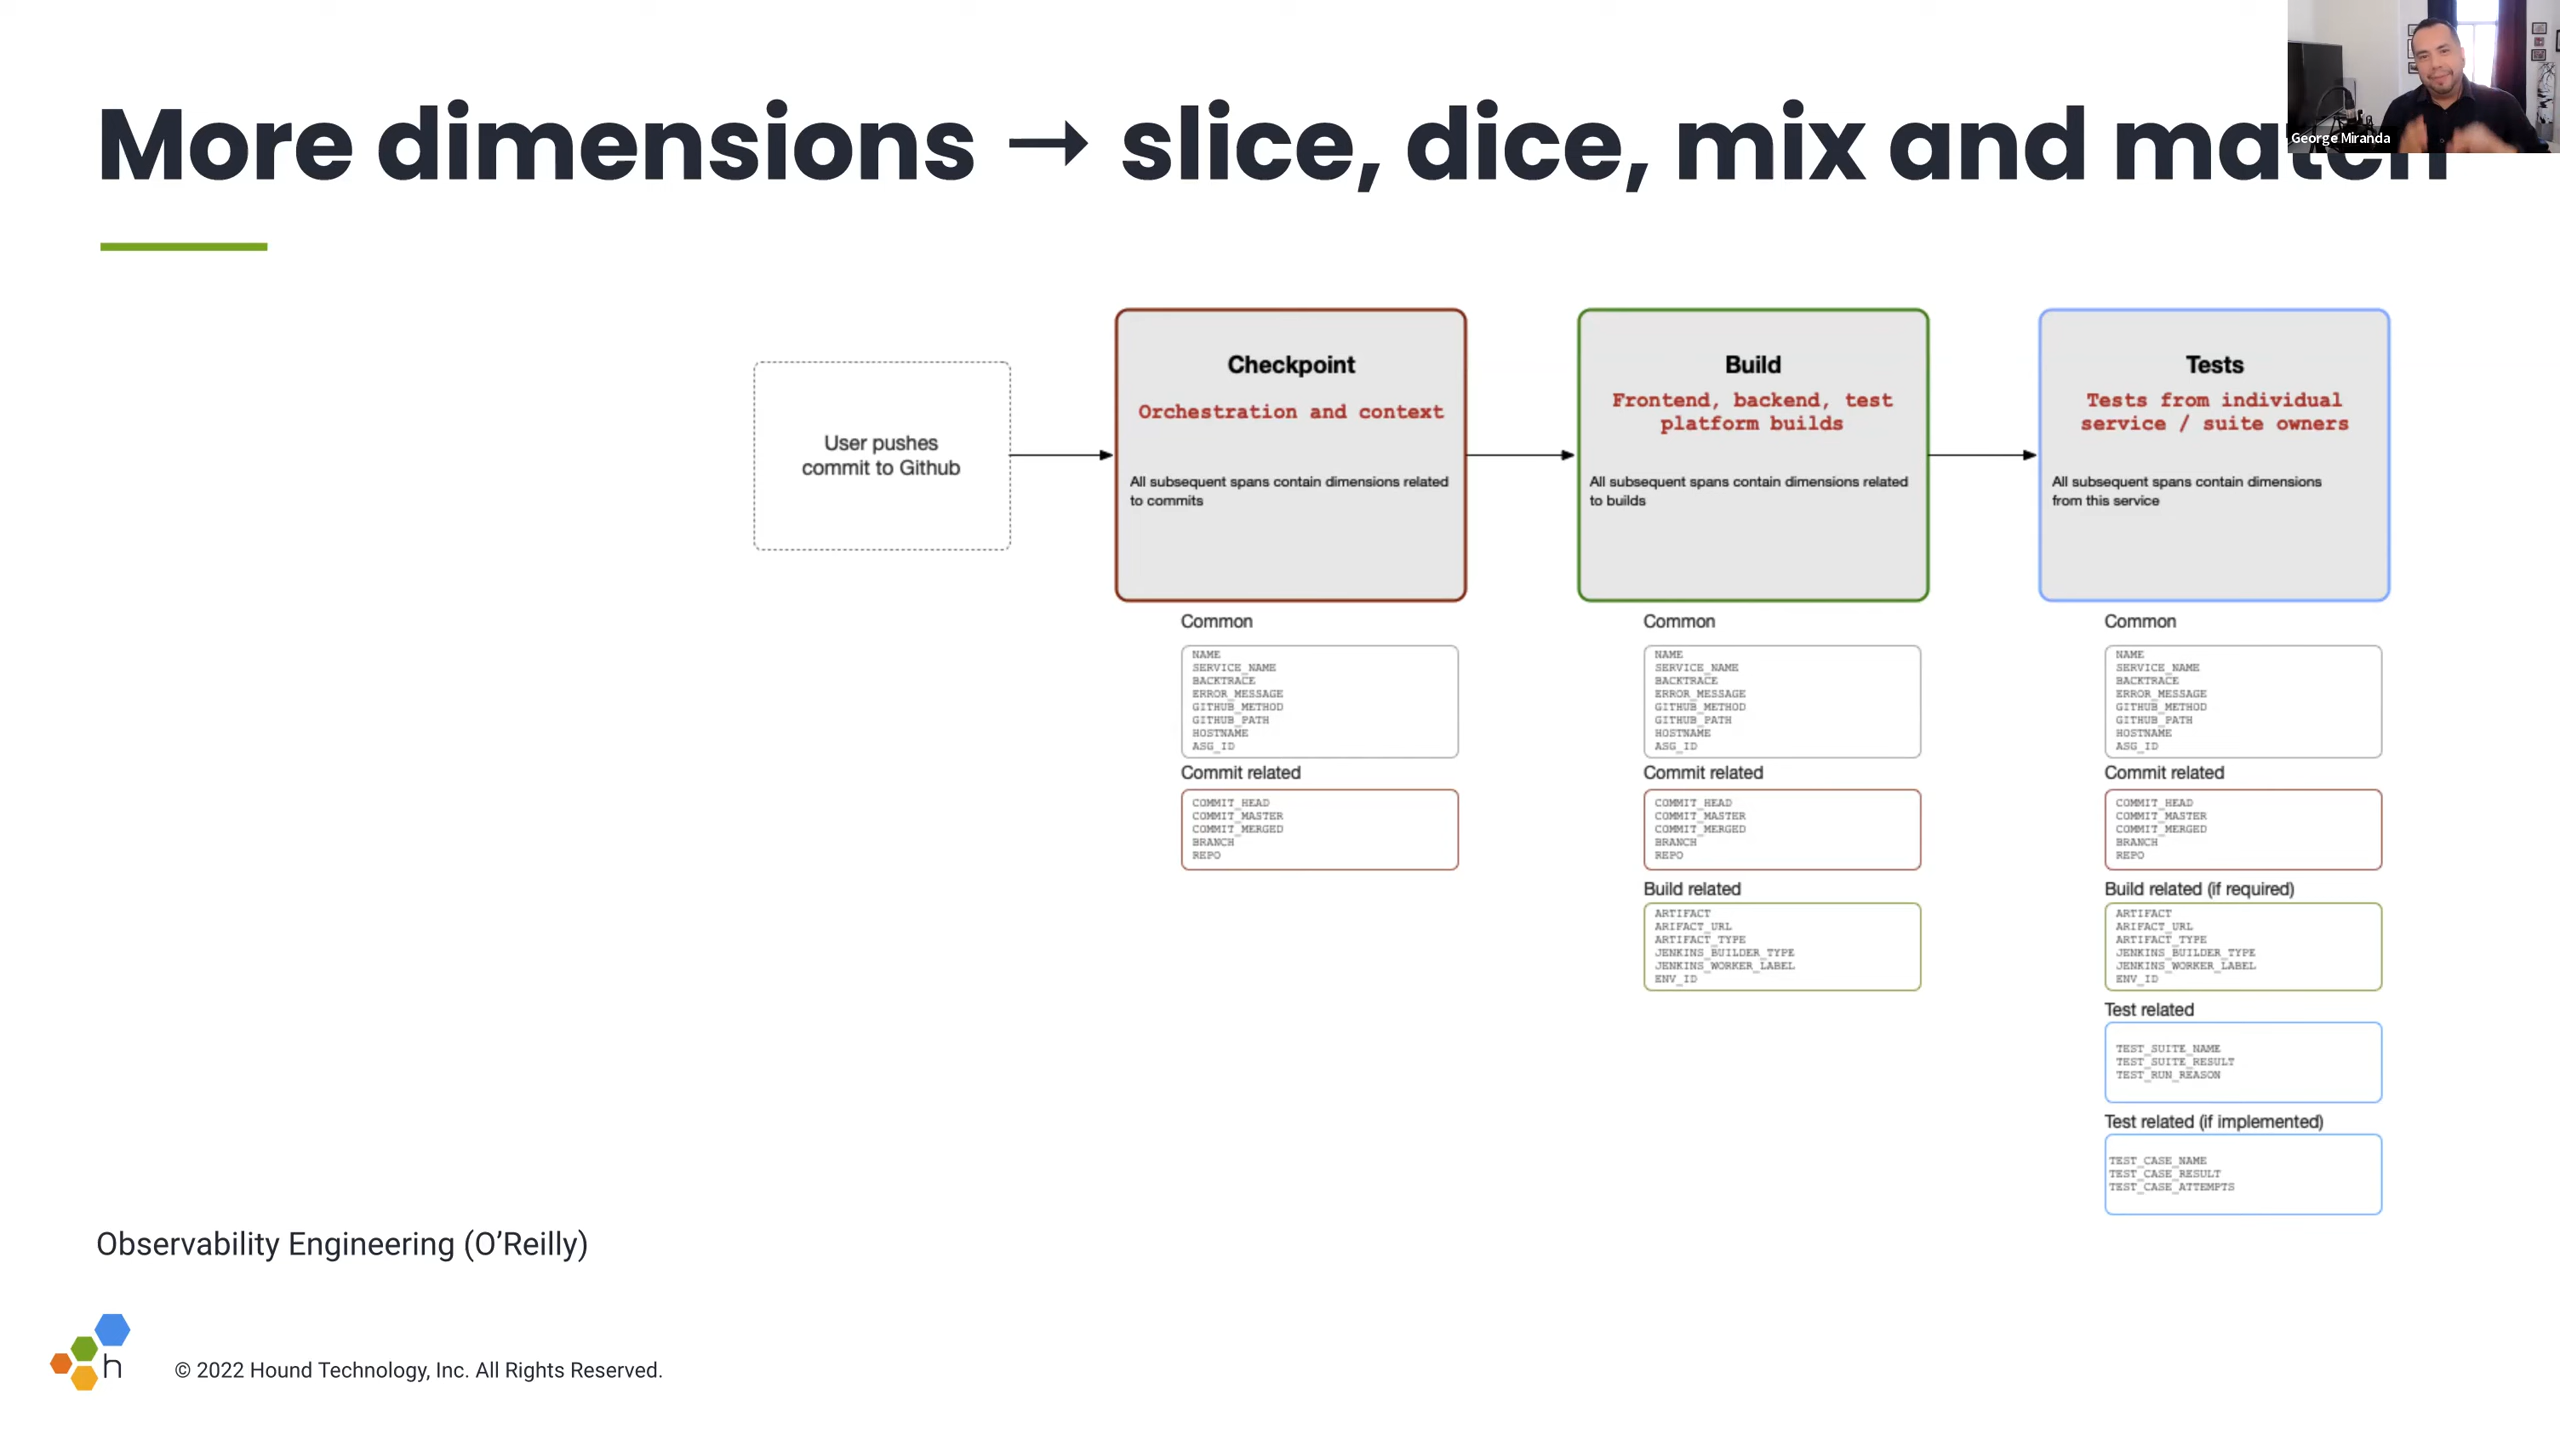 More dimensions → slice, dice, mix and match
George Miranda
User pushes
commit to Github
Checkpoint
Orchestration and context
All subsequent spans contain dimensions related
to commits
Common
NAME
SERVICE_NAME
BACKTRACE
ERROR_MESSAGE
GITHUB_METHOD
GITHUB_PATH
HOSTNAME
ASG_ID
Commit related
COMMIT_HEAD
COMMIT_MASTER
COMMIT_MERGED
BRANCH
REPO
Build
Frontend, backend, test
platform builds
All subsequent spans contain dimensions related
to builds
Common
NAME
SERVICE_NAME
BACKTRACE
ERROR_MESSAGE
GITHUB_METHOD
GITHUB_PATH
HOSTNAME
ASG_ID
Commit related
COMMIT_HEAD
COMMIT_MASTER
COMMIT_MERGED
BRANCH
REPO
Build related
ARTIFACT
ARIFACT_URL
ARTIFACT_TYPE
JENKINS_BUILDER_TYPE
JENKINS_WORKER_LABEL
ENV_ID
Tests
Tests from individual
service / suite owners
All subsequent spans contain dimensions
from this service
Common
NAME
SERVICE_NAME
BACKTRACE
ERROR_MESSAGE
GITHUB_METHOD
GITHUB_PATH
HOSTNAME
ASG_ID
Commit related
COMMIT_HEAD
COMMIT_MASTER
COMMIT_MERGED
BRANCH
REPO
Build related (if required)
ARTIFACT
ARIFACT_URL
ARTIFACT_TYPE
JENKINS_BUILDER_TYPE
JENKINS_WORKER_LABEL
ENV_ID
Test related
TEST_SUITE_NAME
TEST_SUITE_RESULT
TEST_RUN_REASON
Test related (if implemented)
TEST_CASE_NAME
TEST_CASE_RESULT
TEST_CASE_ATTEMPTS
Observability Engineering (O’Reilly)
h
© 2022 Hound Technology, Inc. All Rights Reserved.